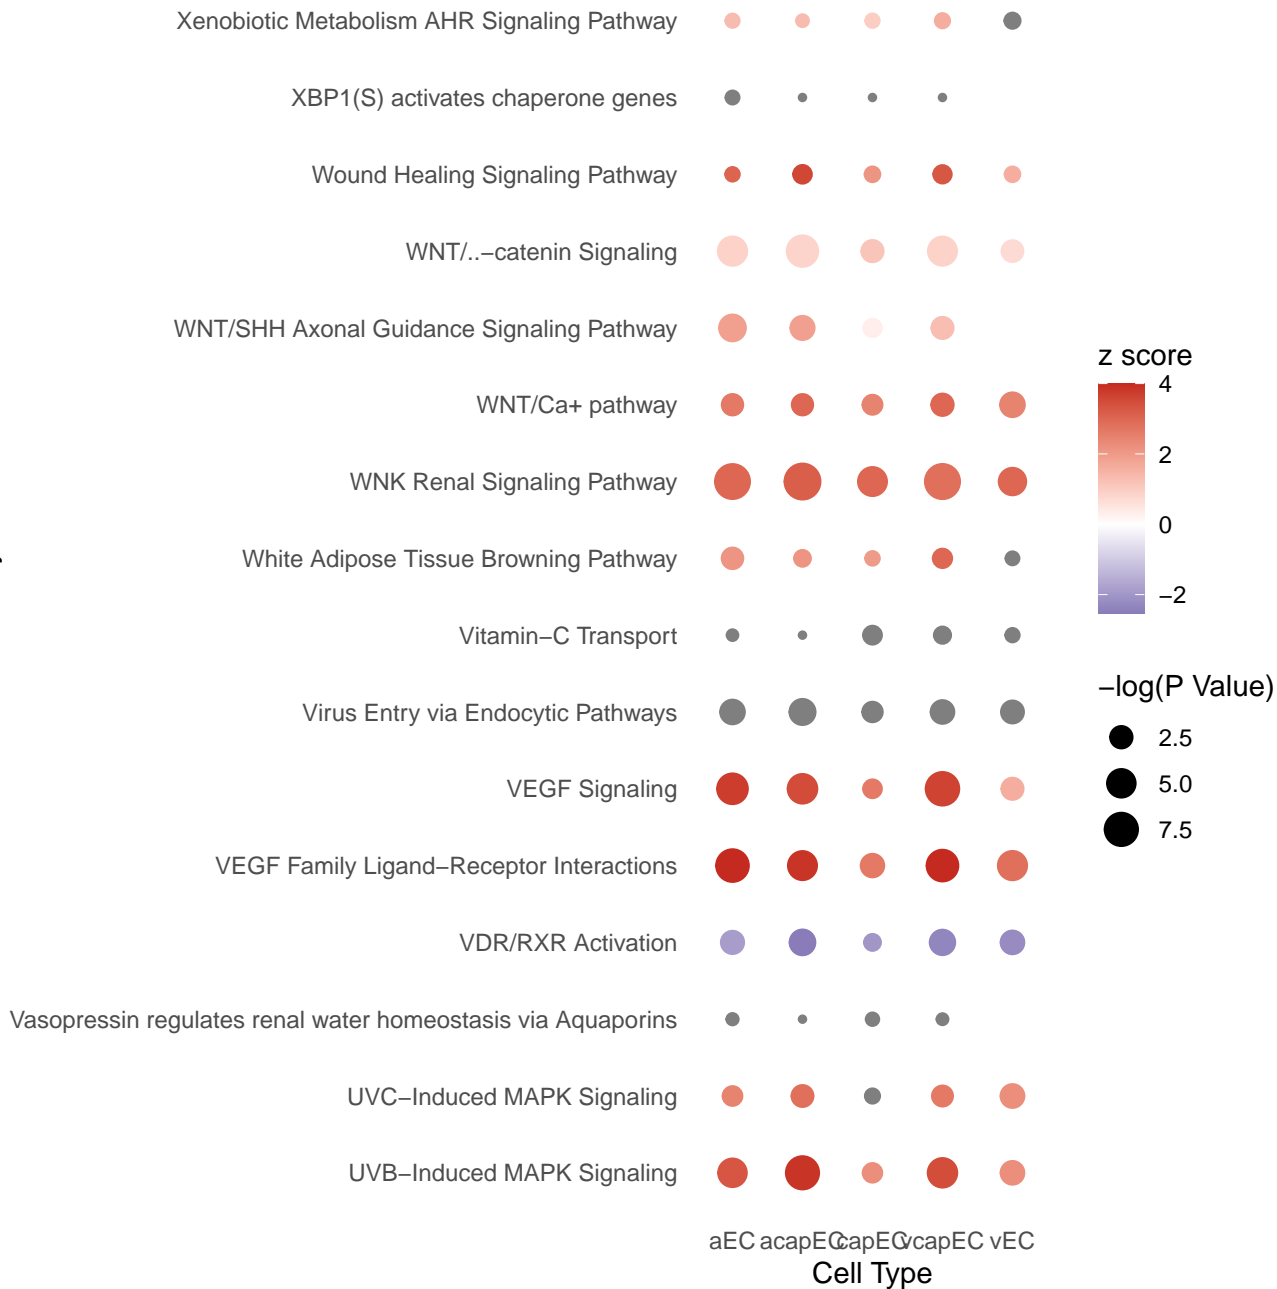 Xenobiotic Metabolism AHR Signaling Pathway
XBP1(S) activates chaperone genes
Wound Healing Signaling Pathway
WNT/..−catenin Signaling
WNT/SHH Axonal Guidance Signaling Pathway
WNT/Ca+ pathway
WNK Renal Signaling Pathway
White Adipose Tissue Browning Pathway
Vitamin−C Transport
Virus Entry via Endocytic Pathways
VEGF Signaling
VEGF Family Ligand−Receptor Interactions
VDR/RXR Activation
Vasopressin regulates renal water homeostasis via Aquaporins
UVC−Induced MAPK Signaling
UVB−Induced MAPK Signaling
aEC acapEC capEC vcapEC vEC
Cell Type
z score
4
2
0
−2
−log(P Value)
2.5
5.0
7.5